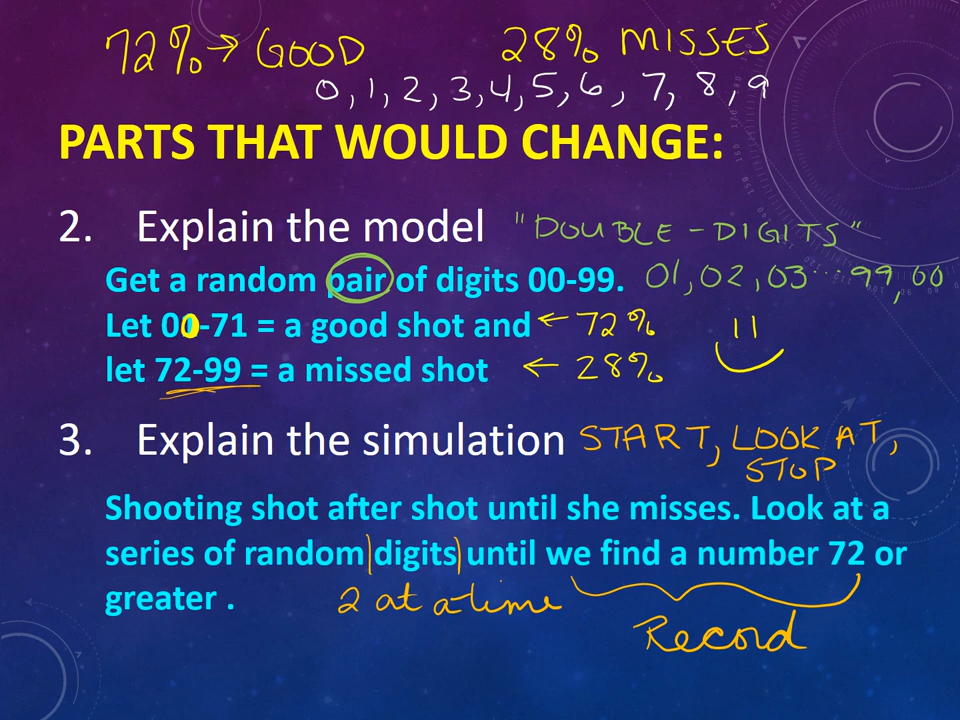 72% → GOOD 28% MISSES
0, 1, 2, 3, 4, 5, 6, 7, 8, 9
PARTS THAT WOULD CHANGE:
2. Explain the model "DOUBLE-DIGITS"
Get a random pair of digits 00-99. 01, 02, 03...99, 00
Let 00-71 = a good shot and ← 72%
let 72-99 = a missed shot ← 28%
3. Explain the simulation START, LOOK AT,
STOP
Shooting shot after shot until she misses. Look at a
series of random digits until we find a number 72 or
greater . 2 at a time
Record